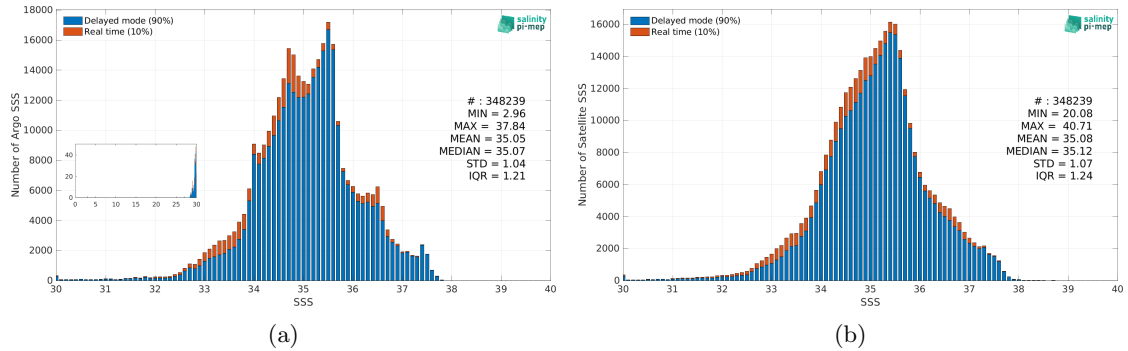 Delayed mode (90%)
Real time (10%)
salinity
pi-mep
18000
16000
14000
12000
10000
8000
6000
4000
2000
0
Number of Argo SSS
# : 348239
MIN = 2.96
MAX = 37.84
MEAN = 35.05
MEDIAN = 35.07
STD = 1.04
IQR = 1.21
40
20
0
0 5 10 15 20 25 30
30 31 32 33 34 35 36 37 38 39 40
SSS
(a)
Delayed mode (90%)
Real time (10%)
salinity
pi-mep
16000
14000
12000
10000
8000
6000
4000
2000
0
Number of Satellite SSS
# : 348239
MIN = 20.08
MAX = 40.71
MEAN = 35.08
MEDIAN = 35.12
STD = 1.07
IQR = 1.24
30 31 32 33 34 35 36 37 38 39 40
SSS
(b)